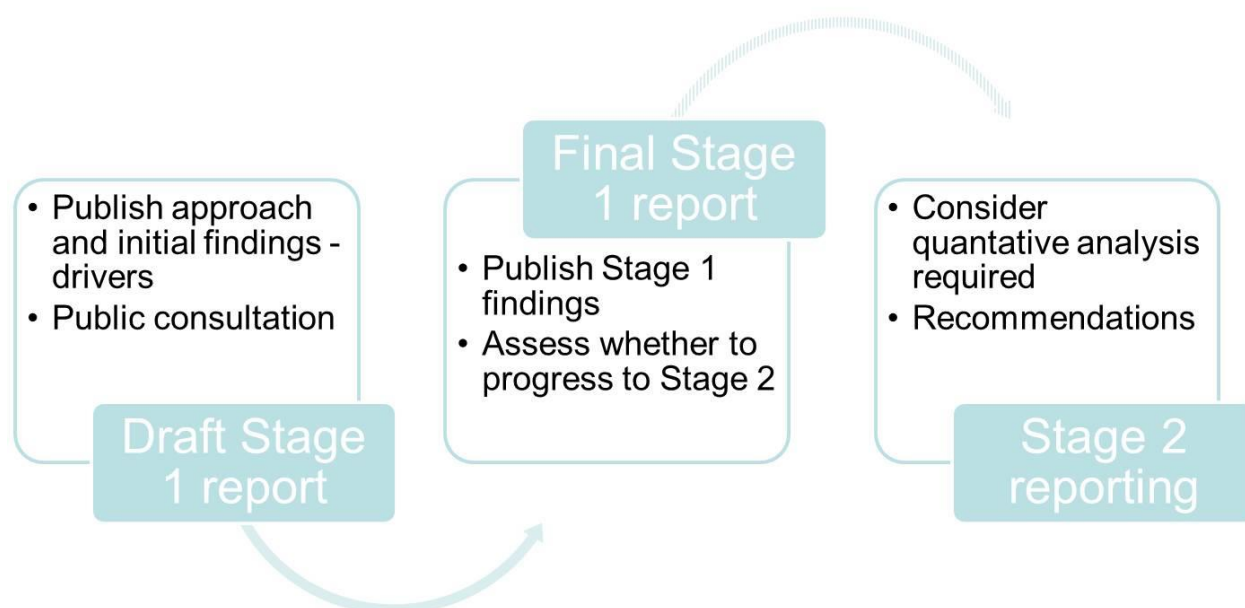 • Publish approach
and initial findings -
drivers
• Public consultation
Draft Stage
1 report
Final Stage
1 report
• Publish Stage 1
findings
• Assess whether to
progress to Stage 2
• Consider
quantative analysis
required
• Recommendations
Stage 2
reporting